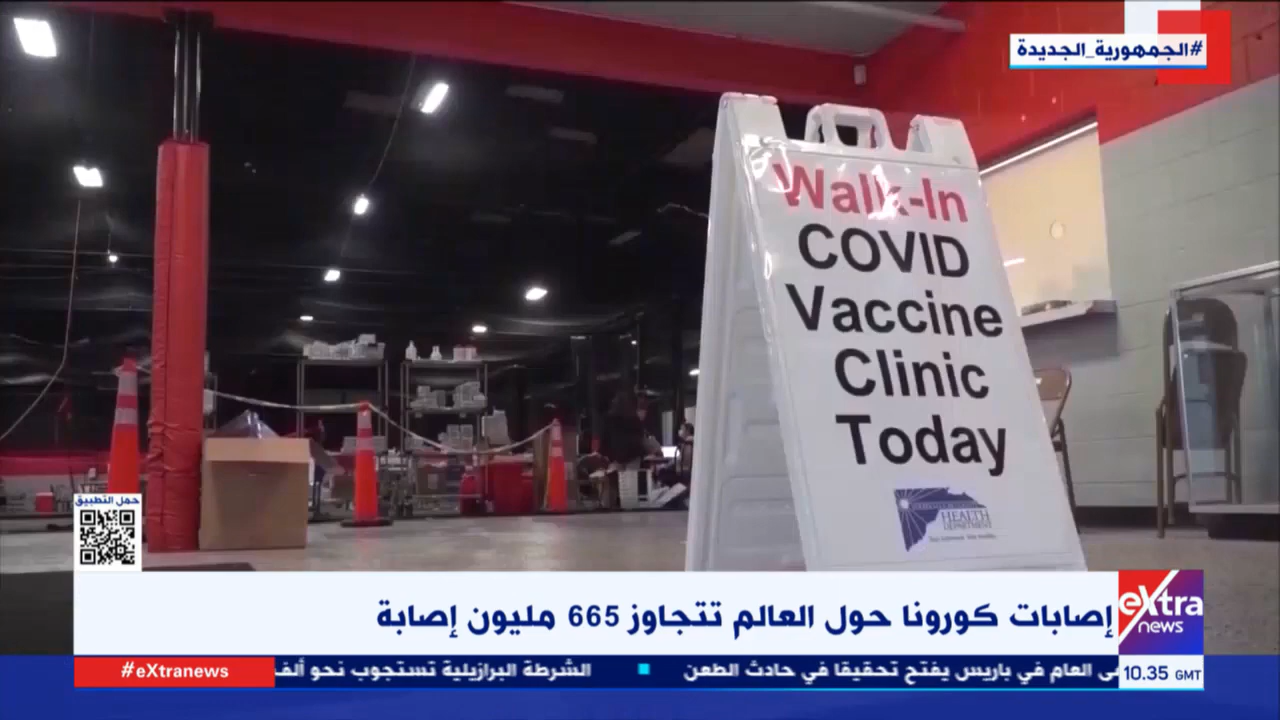 #الجمهورية_الجديدة
Walk-In
COVID
Vaccine
Clinic
Today
HEALTH
DEPARTMENT
حمل التطبيق
إصابات كورونا حول العالم تتجاوز 665 مليون إصابة
eXtra
news
#eXtranews
العام في باريس يفتح تحقيقا في حادث الطعن
الشرطة البرازيلية تستجوب نحو
10.35 GMT